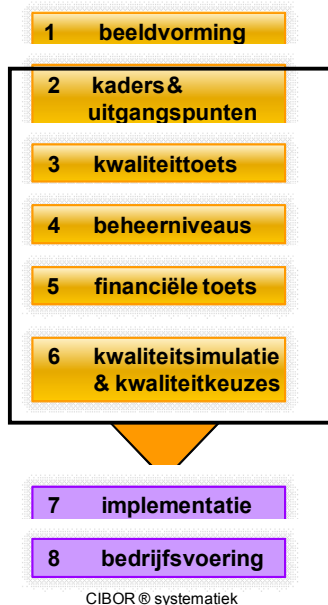 1 beeldvorming
2 kaders &
uitgangspunten
3 kwaliteittoets
4 beheerniveaus
5 financiële toets
6 kwaliteitsimulatie
& kwaliteitkeuzes
7 implementatie
8 bedrijfsvoering
CIBOR ® systematiek